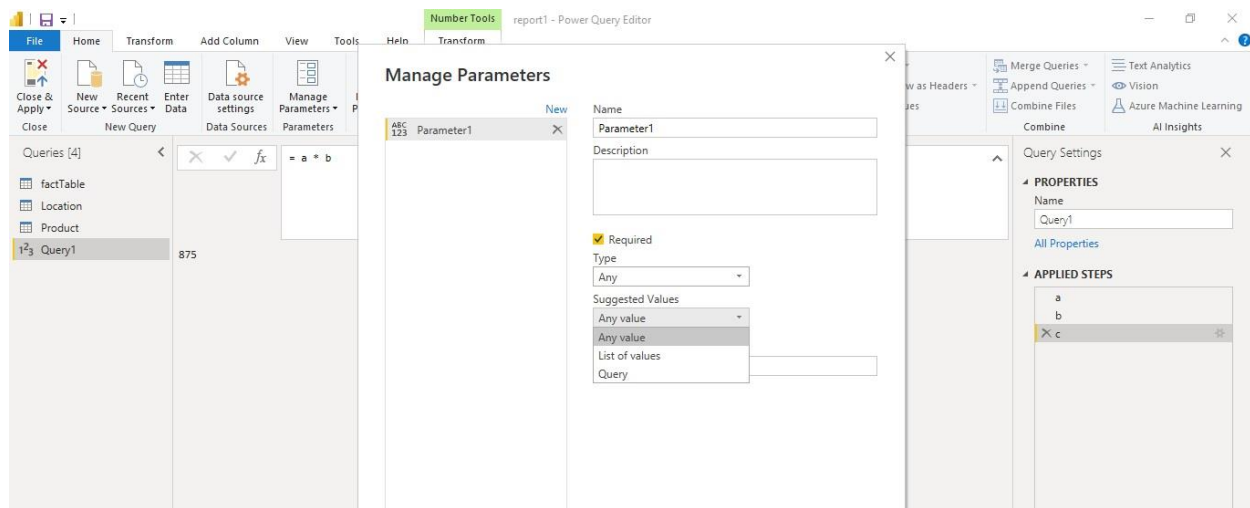 Number Tools report1 - Power Query Editor
File Home Transform Add Column View Tools Help Transform
Close & Apply
New Source
Recent Sources
Enter Data
Data source settings
Manage Parameters
Close
New Query
Data Sources
Parameters
w as Headers
Merge Queries
Append Queries
Combine Files
Combine
Text Analytics
Vision
Azure Machine Learning
AI Insights
Queries [4]
factTable
Location
Product
1²3 Query1
fx = a * b
875
Manage Parameters
New
ABC 123 Parameter1
Name
Parameter1
Description
Required
Type
Any
Suggested Values
Any value
Any value
List of values
Query
Query Settings
PROPERTIES
Name
Query1
All Properties
APPLIED STEPS
a
b
c